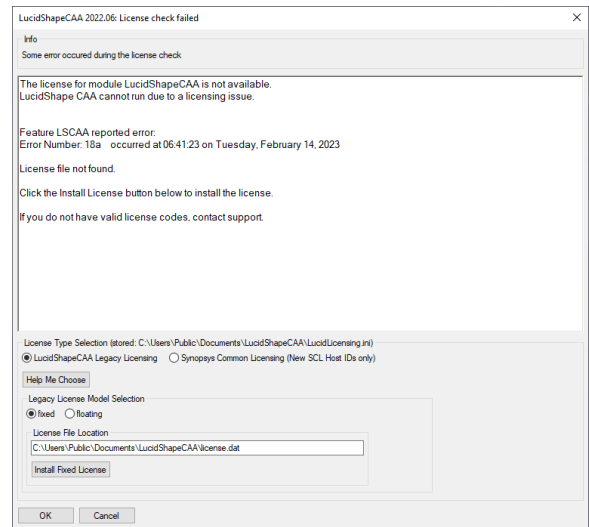 LucidShapeCAA 2022.06: License check failed
Info
Some error occured during the license check
The license for module LucidShapeCAA is not available.
LucidShape CAA cannot run due to a licensing issue.
Feature LSCAA reported error:
Error Number: 18a occurred at 06:41:23 on Tuesday, February 14, 2023
License file not found.
Click the Install License button below to install the license.
If you do not have valid license codes, contact support.
License Type Selection (stored: C:\Users\Public\Documents\LucidShapeCAA\LucidLicensing.ini)
LucidShapeCAA Legacy Licensing Synopsys Common Licensing (New SCL Host IDs only)
Help Me Choose
Legacy License Model Selection
fixed floating
License File Location
C:\Users\Public\Documents\LucidShapeCAA\license.dat
Install Fixed License
OK Cancel